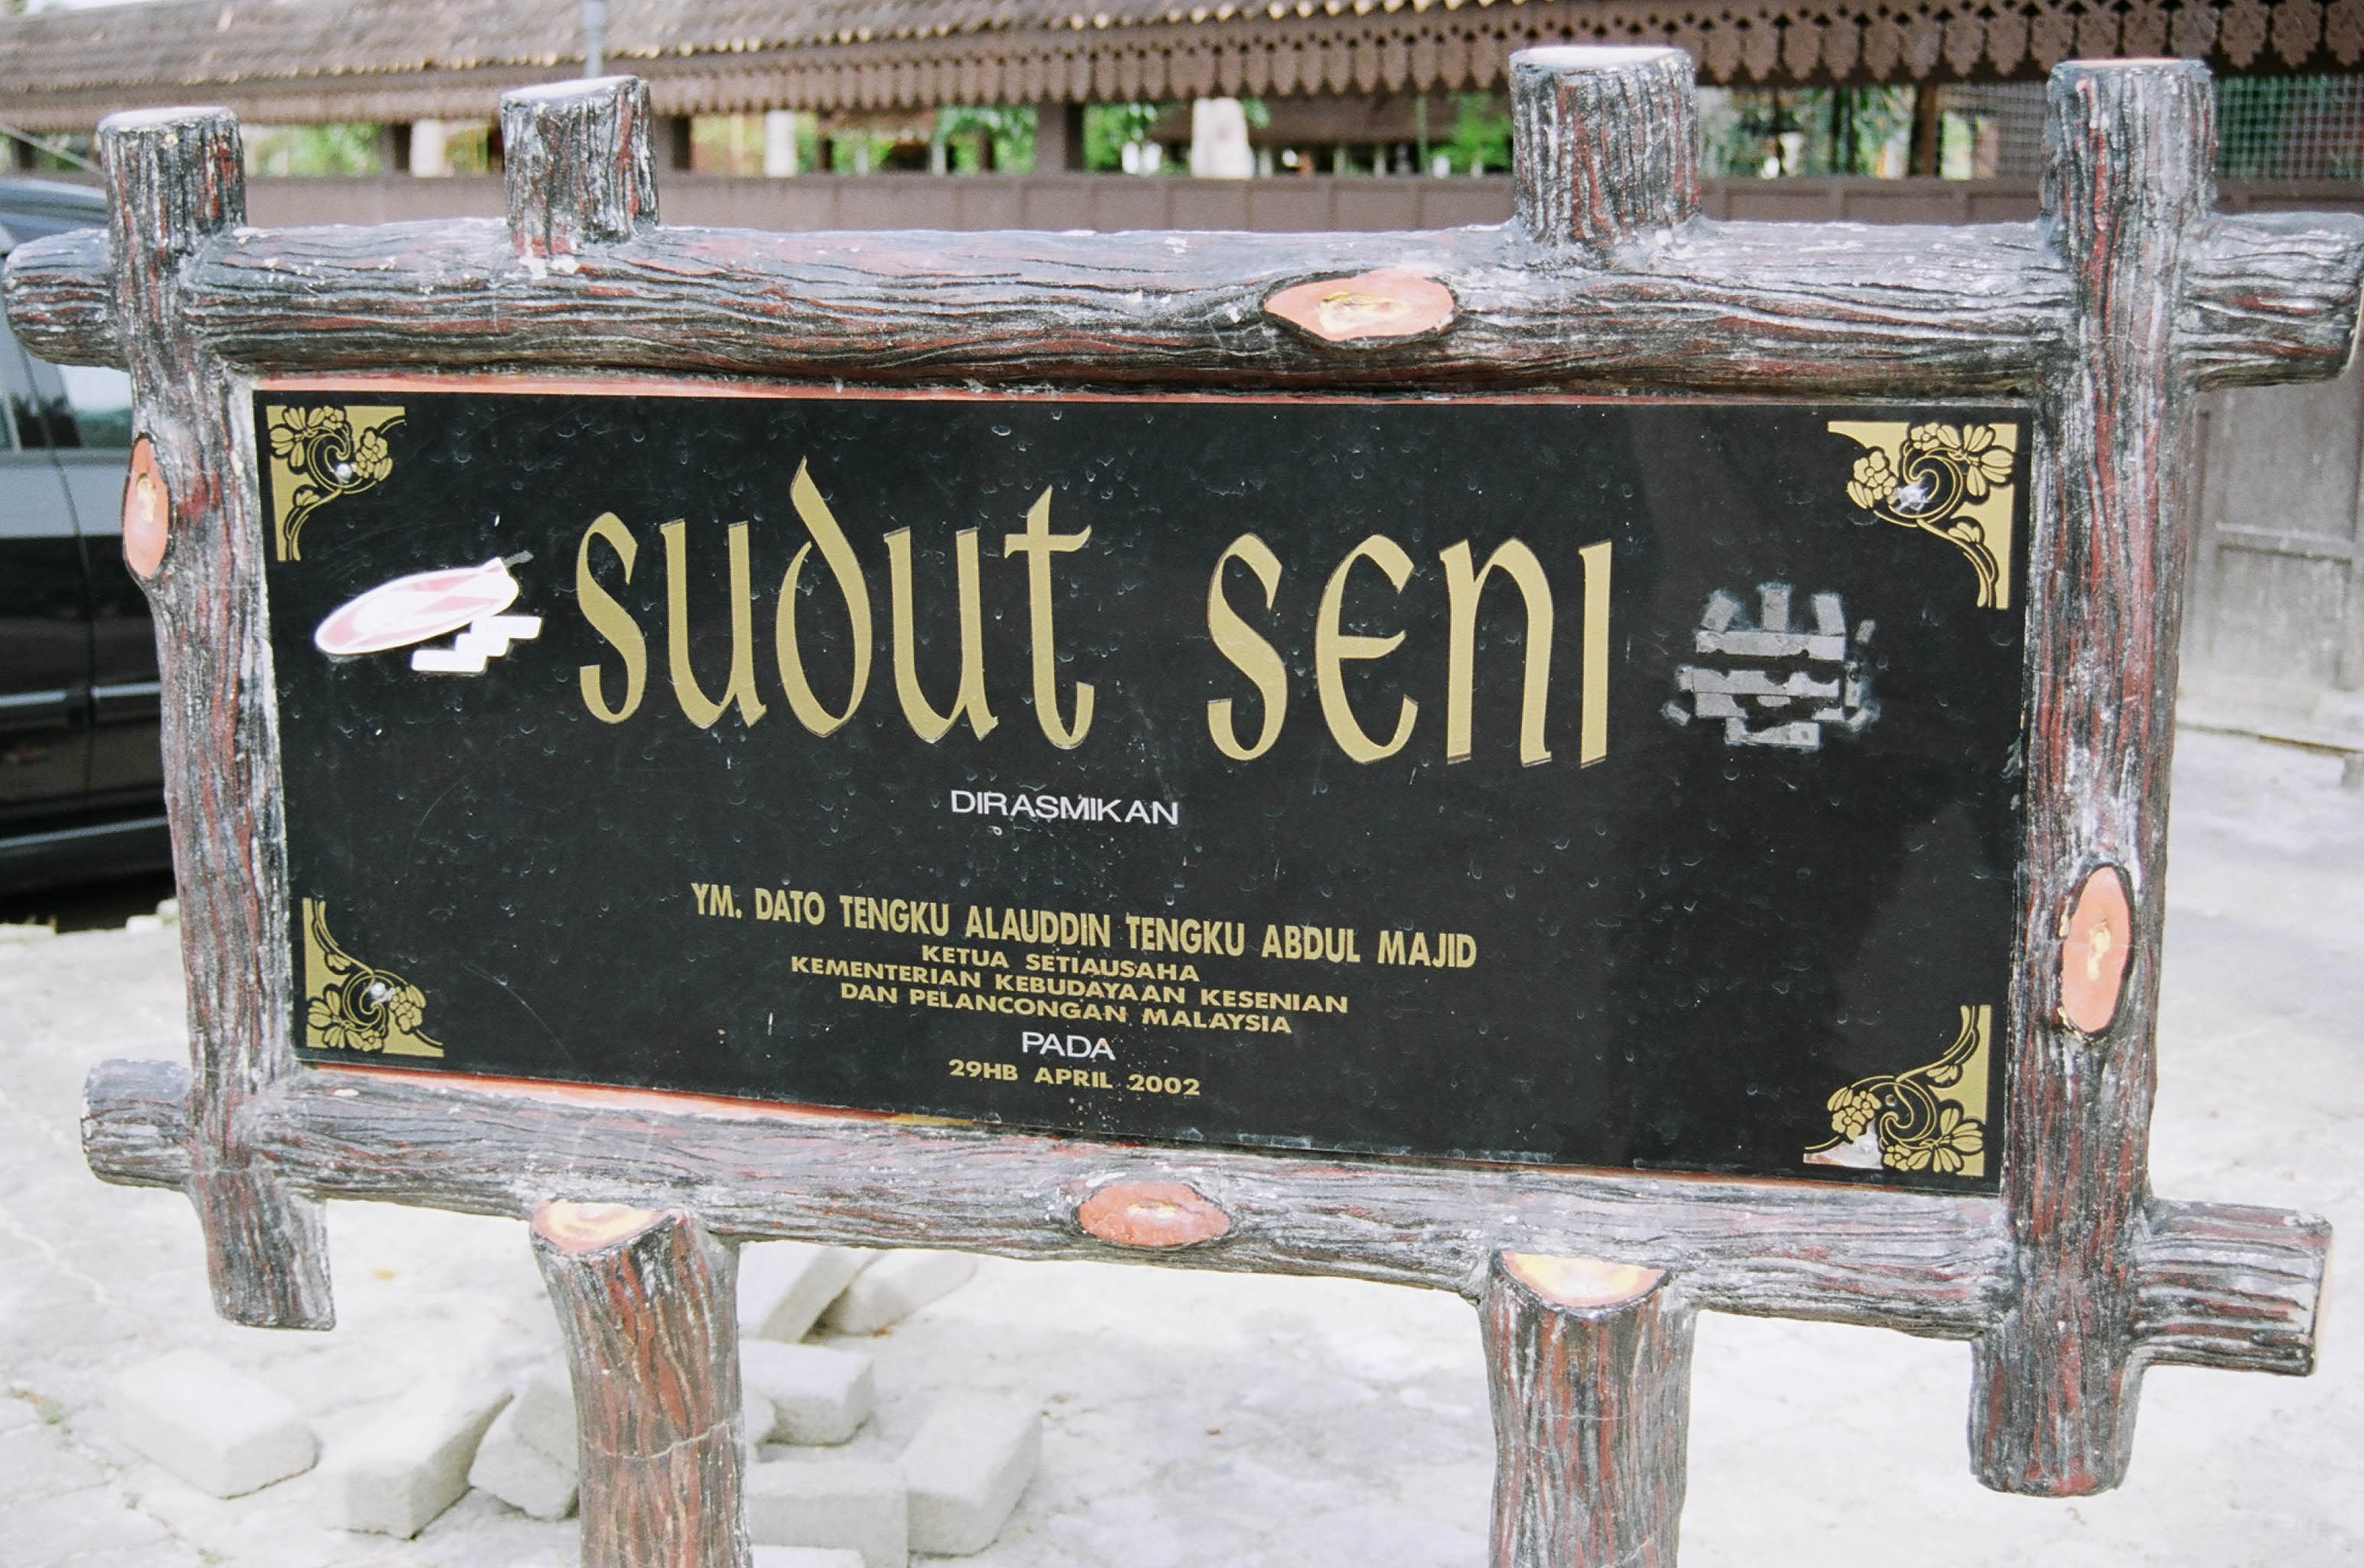 sudut seni
DIRASMIKAN
YM. DATO TENGKU ALAUDDIN TENGKU ABDUL MAJID
KETUA SETIAUSAHA
KEMENTERIAN KEBUDAYAAN KESENIAN
DAN PELANCONGAN MALAYSIA
PADA
29HB APRIL 2002